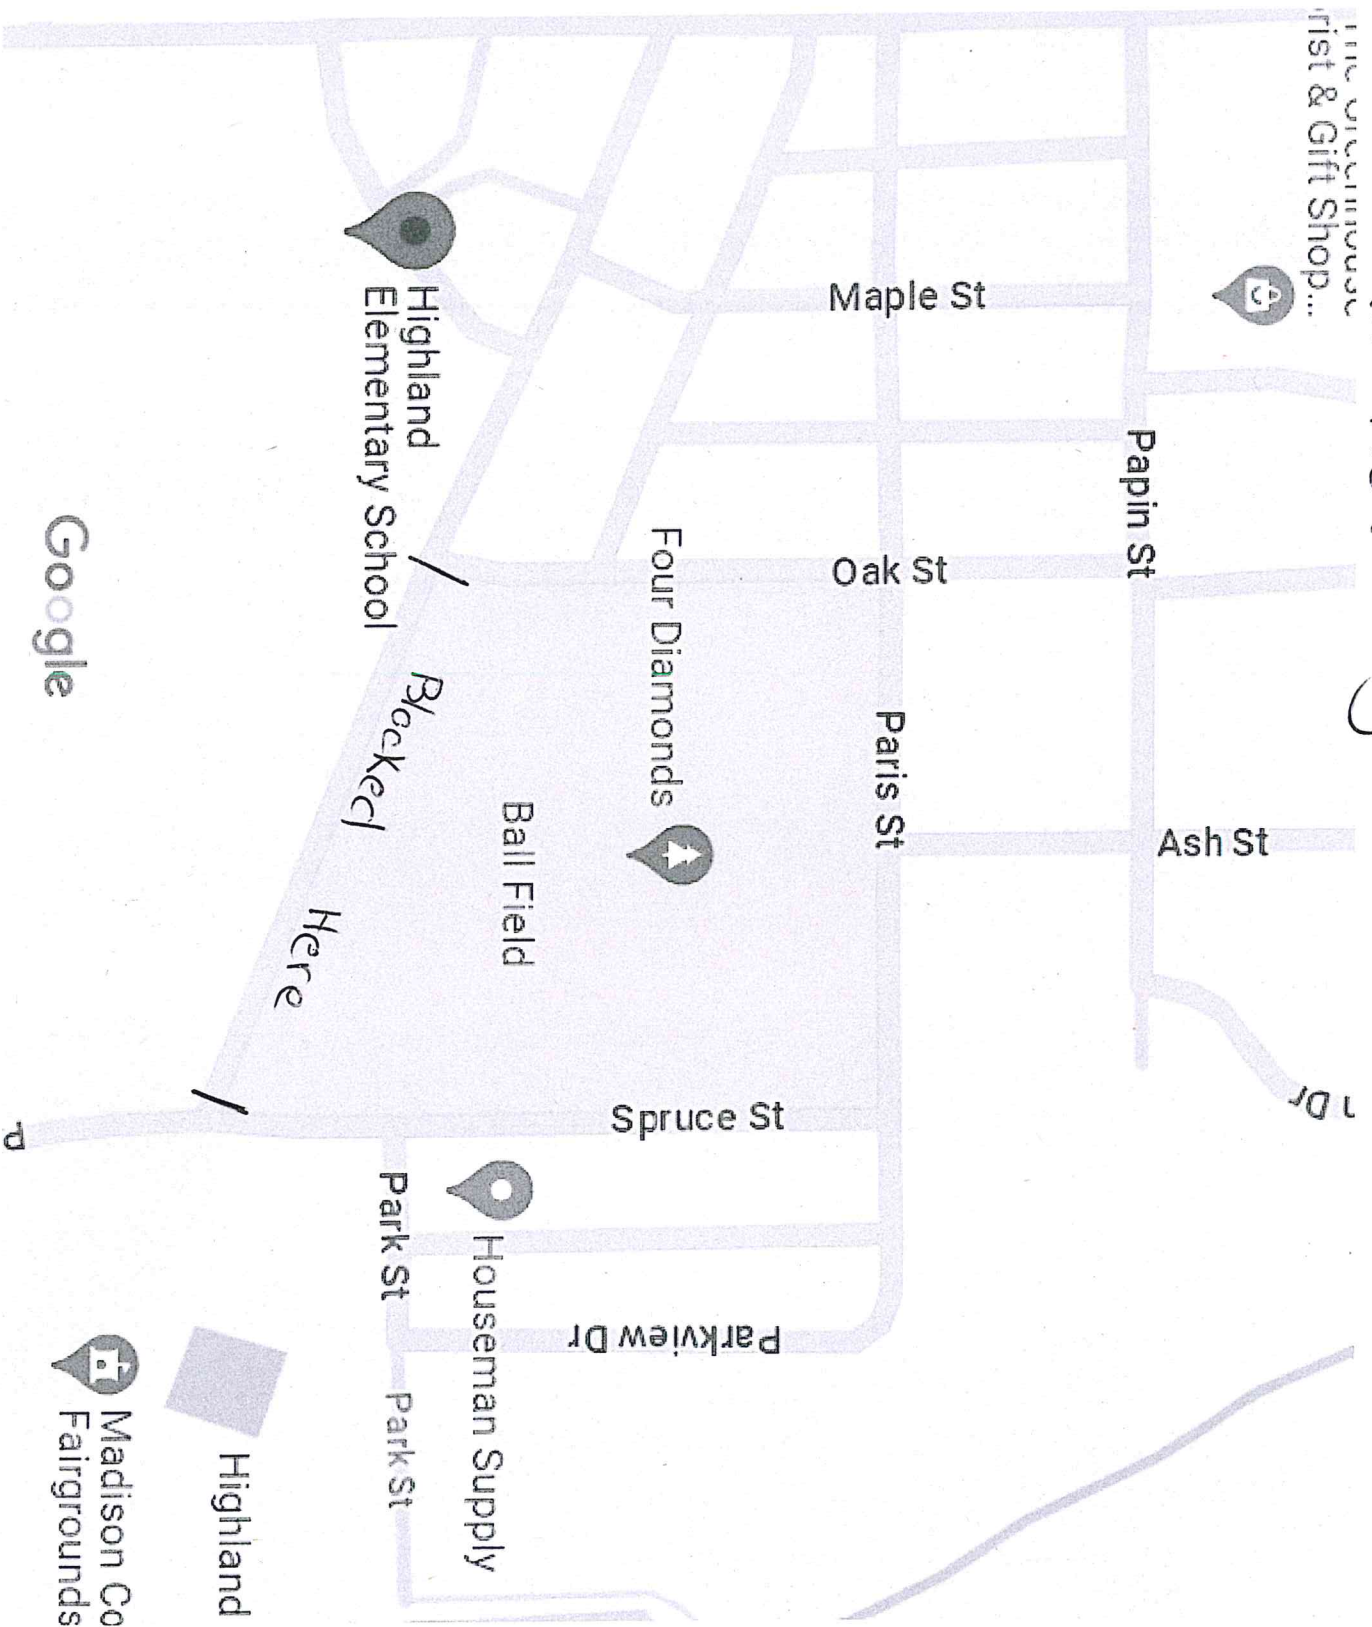 rist & Gift Shop...
Maple St
Highland
Elementary School
Papin St
Google
Four Diamonds
Oak St
Paris St
Ash St
Blocked Here
Ball Field
Spruce St
n Dr
P
Park St
Houseman Supply
Parkview Dr
Park St
Highland
Madison Co
Fairgrounds